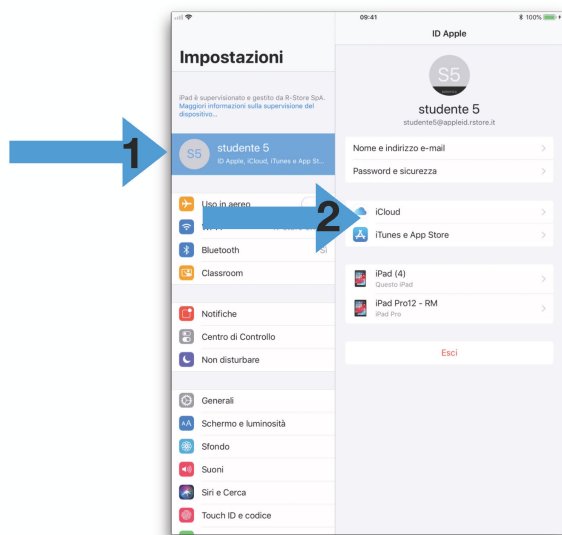 09:41
100%
Impostazioni
iPad è supervisionato e gestito da R-Store SpA.
Maggiori informazioni sulla supervisione del
dispositivo...
1
S5
studente 5
ID Apple, iCloud, iTunes e App St...
Uso in aereo
Bluetooth
Sì
Classroom
Notifiche
Centro di Controllo
Non disturbare
Generali
AA
Schermo e luminosità
Sfondo
Suoni
Siri e Cerca
Touch ID e codice
ID Apple
S5
studente 5
studente5@appleid.rstore.it
Nome e indirizzo e-mail
Password e sicurezza
2
iCloud
iTunes e App Store
iPad (4)
Questo iPad
iPad Pro12 - RM
iPad Pro
Esci